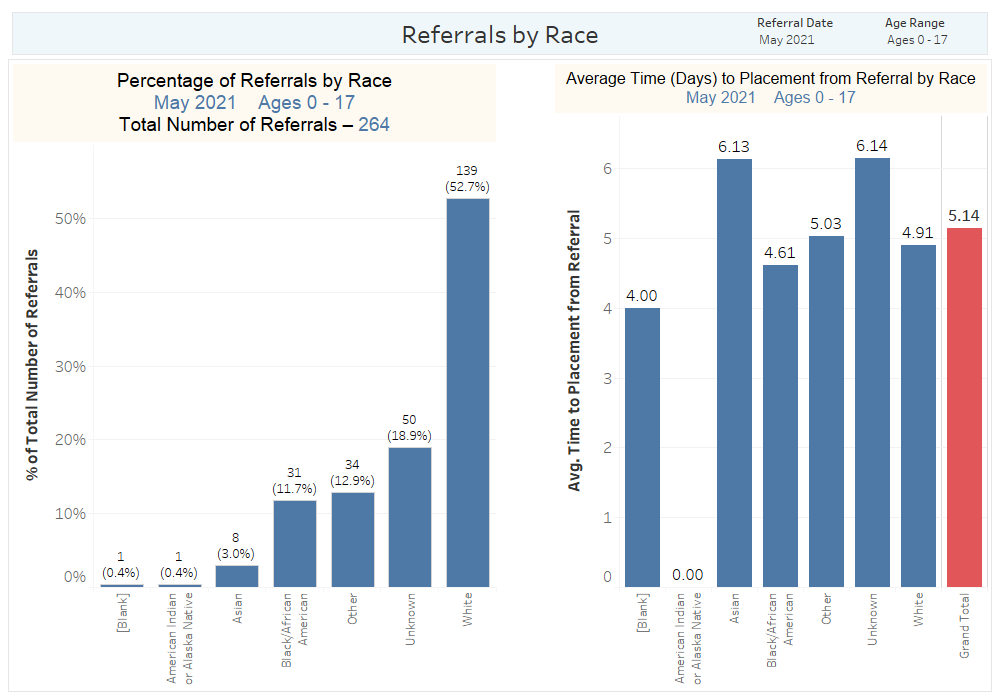 Referrals by Race
Referral Date
May 2021
Age Range
Ages 0 - 17
Percentage of Referrals by Race
May 2021 Ages 0 - 17
Total Number of Referrals – 264
% of Total Number of Referrals
50%
40%
30%
20%
10%
0%
1
(0.4%)
1
(0.4%)
8
(3.0%)
31
(11.7%)
34
(12.9%)
50
(18.9%)
139
(52.7%)
[Blank]
American Indian
or Alaska Native
Asian
Black/African
American
Other
Unknown
White
Average Time (Days) to Placement from Referral by Race
May 2021 Ages 0 - 17
Avg. Time to Placement from Referral
6
5
4
3
2
1
0
4.00
0.00
6.13
4.61
5.03
6.14
4.91
5.14
[Blank]
American Indian
or Alaska Native
Asian
Black/African
American
Other
Unknown
White
Grand Total